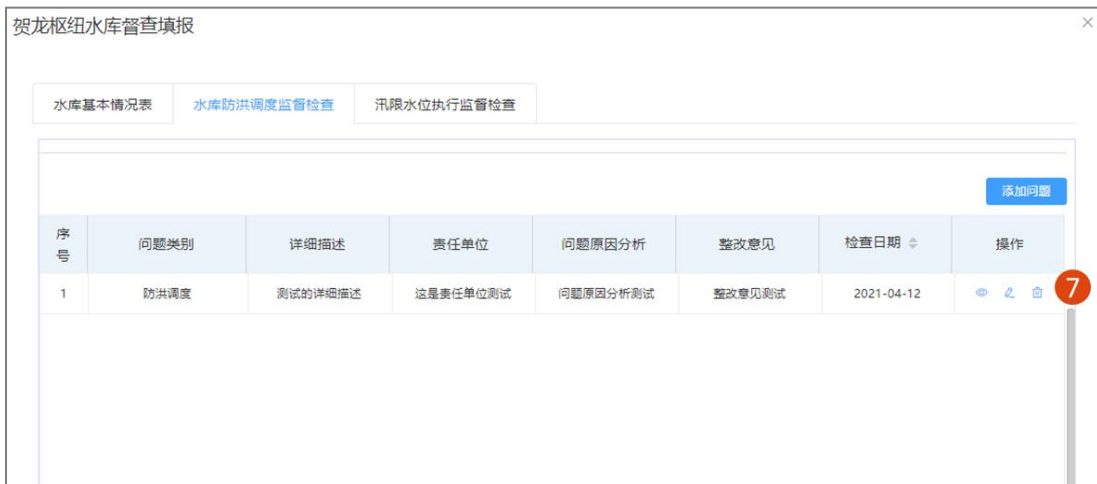 贺龙枢纽水库督查填报
水库基本情况表 水库防洪调度监督检查 汛限水位执行监督检查
添加问题
序号 问题类别 详细描述 责任单位 问题原因分析 整改意见 检查日期 操作
1 防洪调度 测试的详细描述 这是责任单位测试 问题原因分析测试 整改意见测试 2021-04-12 7